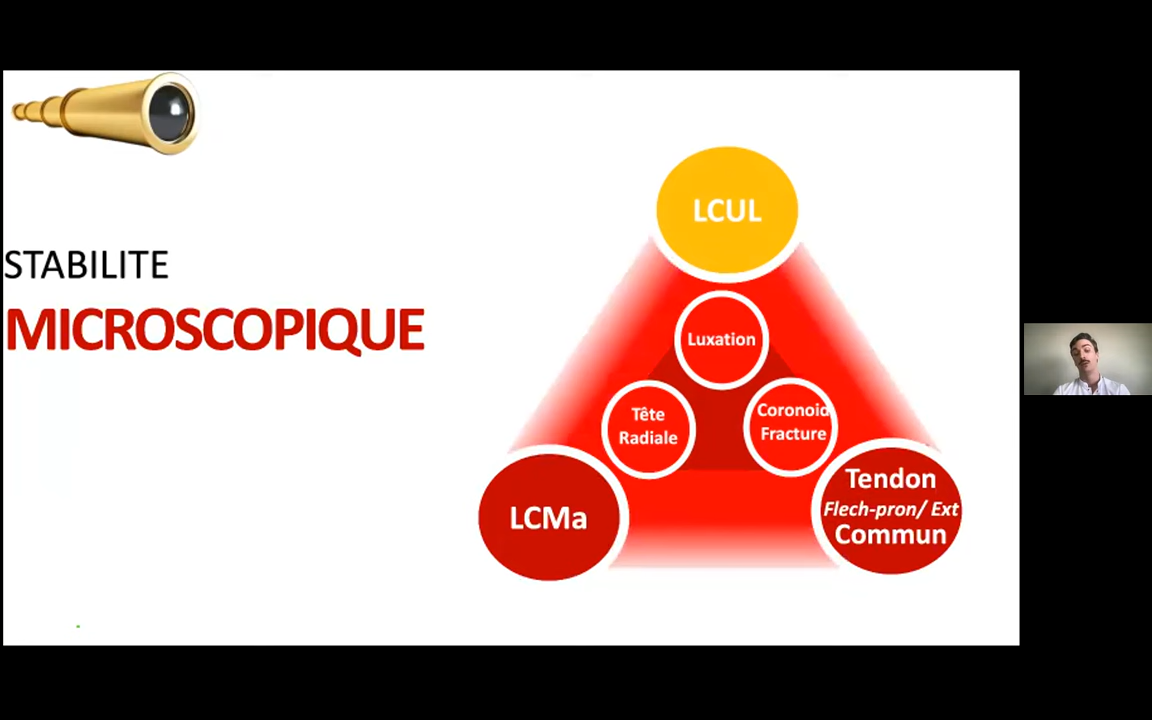 STABILITE
MICROSCOPIQUE
LCUL
Luxation
Tête
Radiale
Coronoid
Fracture
LCMa
Tendon
Flech-pron/ Ext
Commun